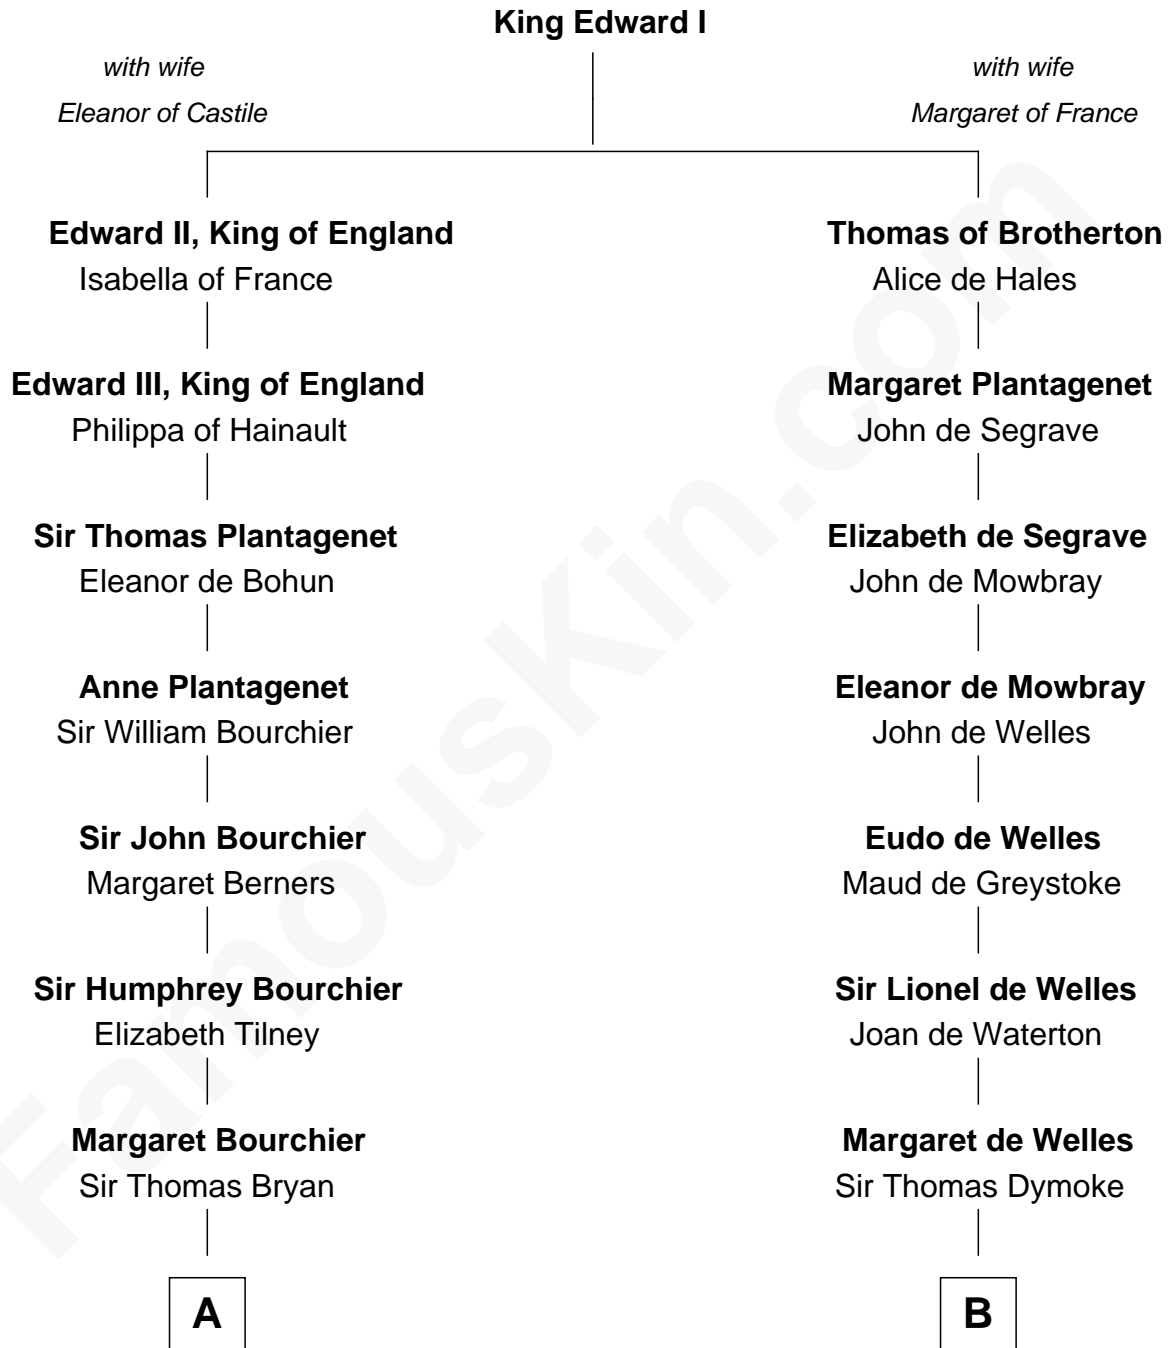 King Edward I
with wife
Eleanor of Castile
with wife
Margaret of France
Edward II, King of England
Isabella of France
Edward III, King of England
Philippa of Hainault
Sir Thomas Plantagenet
Eleanor de Bohun
Anne Plantagenet
Sir William Bourchier
Sir John Bourchier
Margaret Berners
Sir Humphrey Bourchier
Elizabeth Tilney
Margaret Bourchier
Sir Thomas Bryan
A
Thomas of Brotherton
Alice de Hales
Margaret Plantagenet
John de Segrave
Elizabeth de Segrave
John de Mowbray
Eleanor de Mowbray
John de Welles
Eudo de Welles
Maud de Greystoke
Sir Lionel de Welles
Joan de Waterton
Margaret de Welles
Sir Thomas Dymoke
B
FamousKin.com